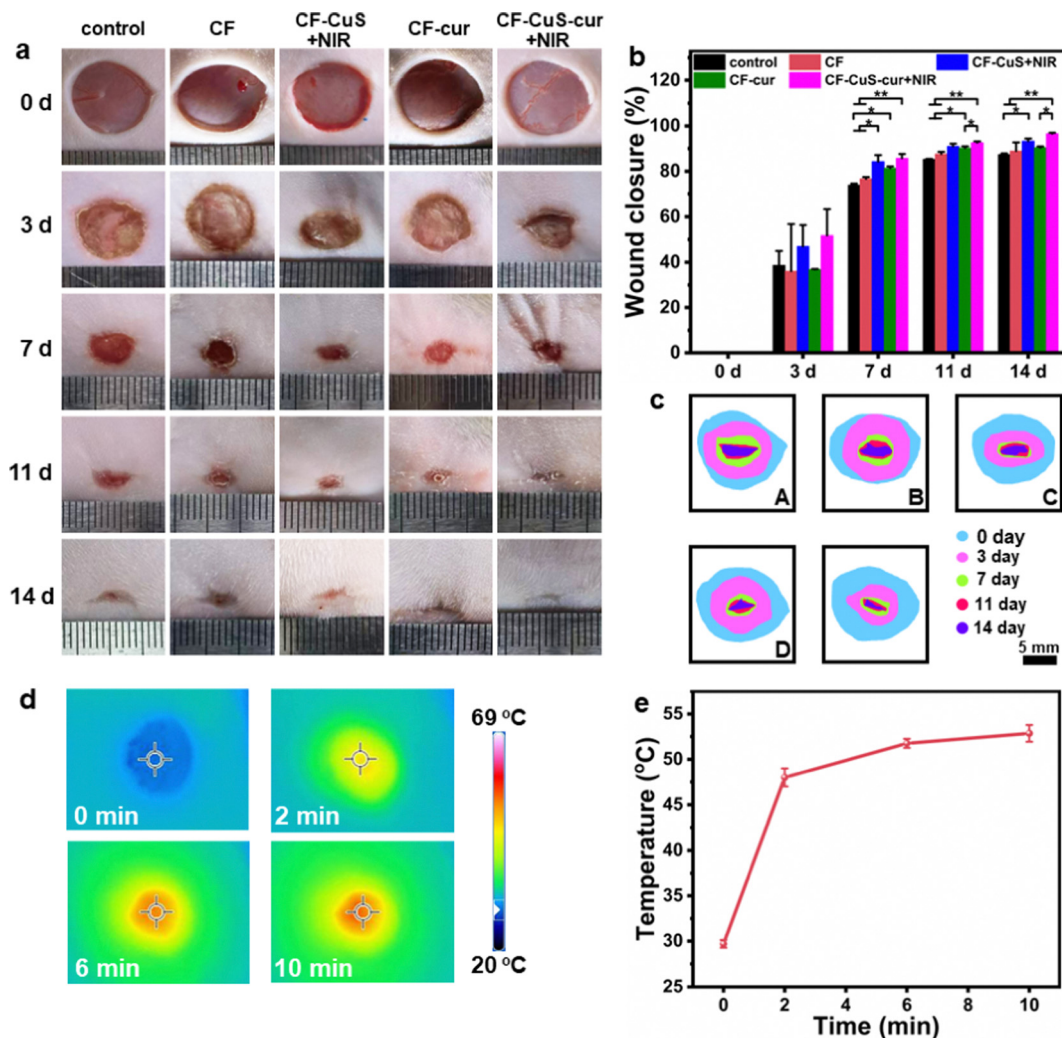 a
control
CF
CF-CuS
+NIR
CF-cur
CF-CuS-cur
+NIR
0 d
3 d
7 d
11 d
14 d
b
control
CF
CF-CuS+NIR
CF-cur
CF-CuS-cur+NIR
Wound closure (%)
120
100
80
60
40
20
0
**
*
*
**
*
*
**
*
*
0 d
3 d
7 d
11 d
14 d
c
A
B
C
D
0 day
3 day
7 day
11 day
14 day
5 mm
d
0 min
2 min
6 min
10 min
69 ºC
20 ºC
e
Temperature (ºC)
55
50
45
40
35
30
25
0
2
4
6
8
10
Time (min)